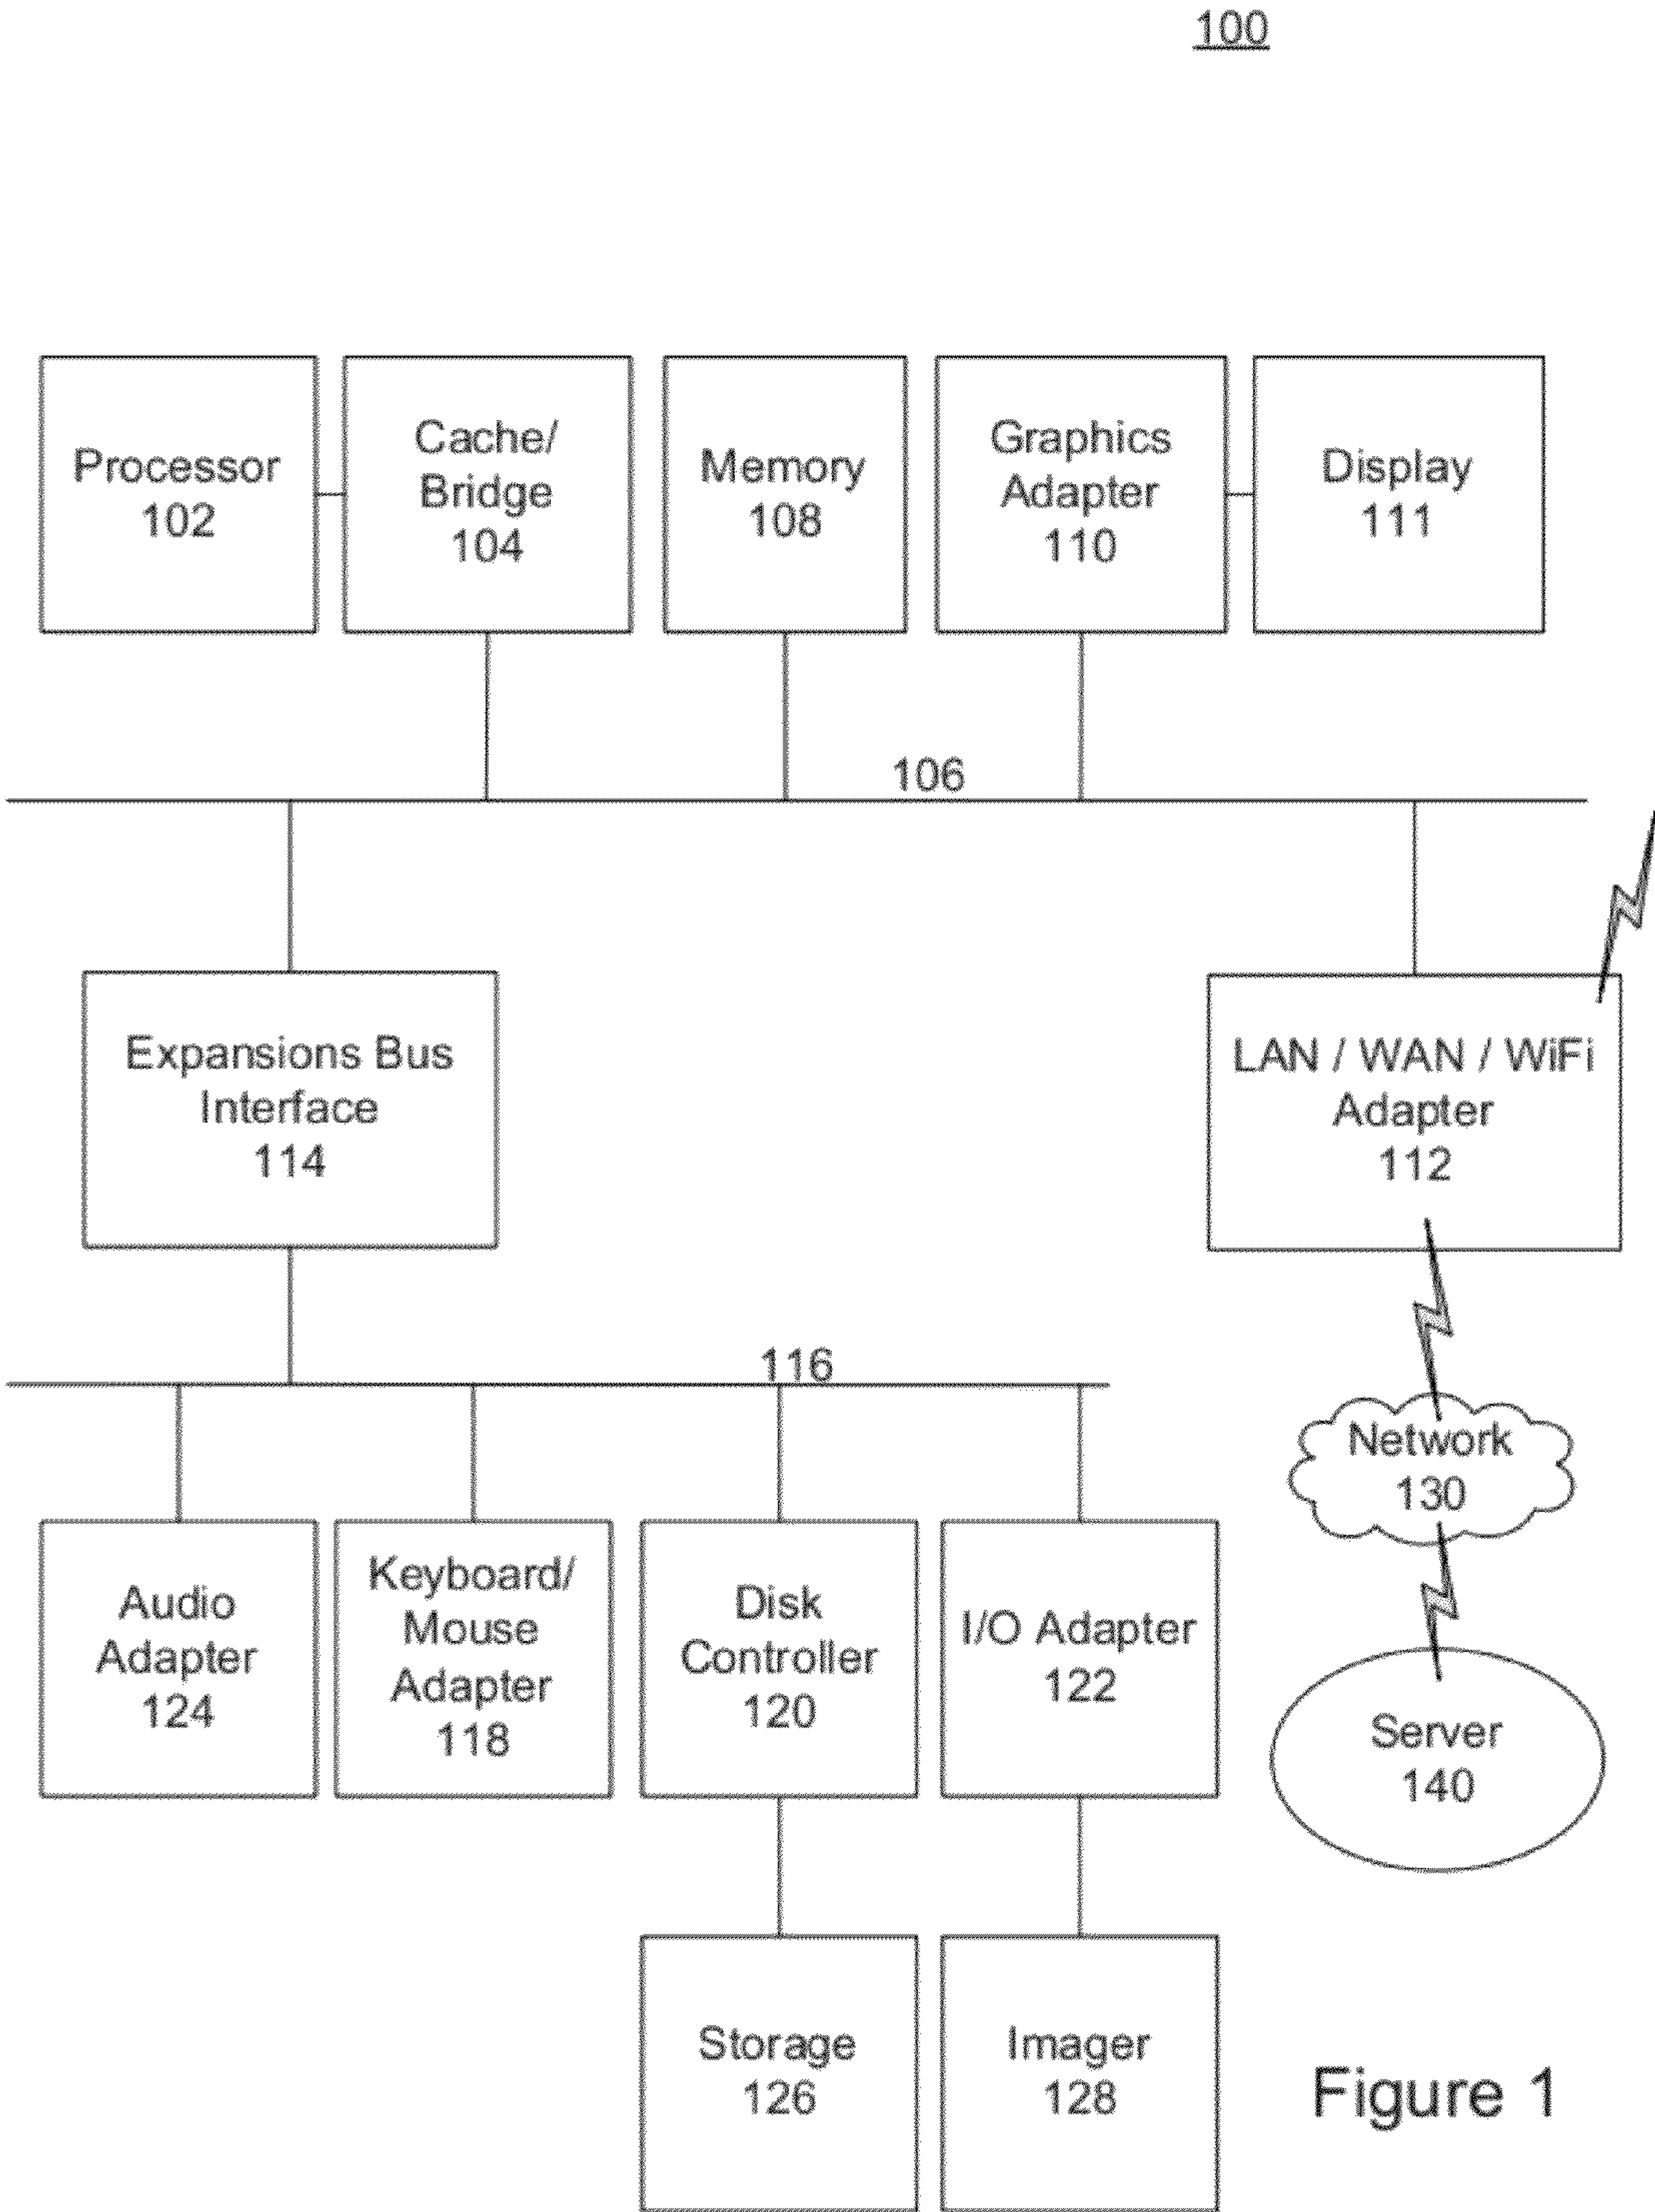 100
Processor
102
Cache/
Bridge
104
Memory
108
Graphics
Adapter
110
Display
111
106
Expansions Bus
Interface
114
LAN / WAN / WiFi
Adapter
112
116
Network
130
Audio
Adapter
124
Keyboard/
Mouse
Adapter
118
Disk
Controller
120
I/O Adapter
122
Server
140
Storage
126
Imager
128
Figure 1